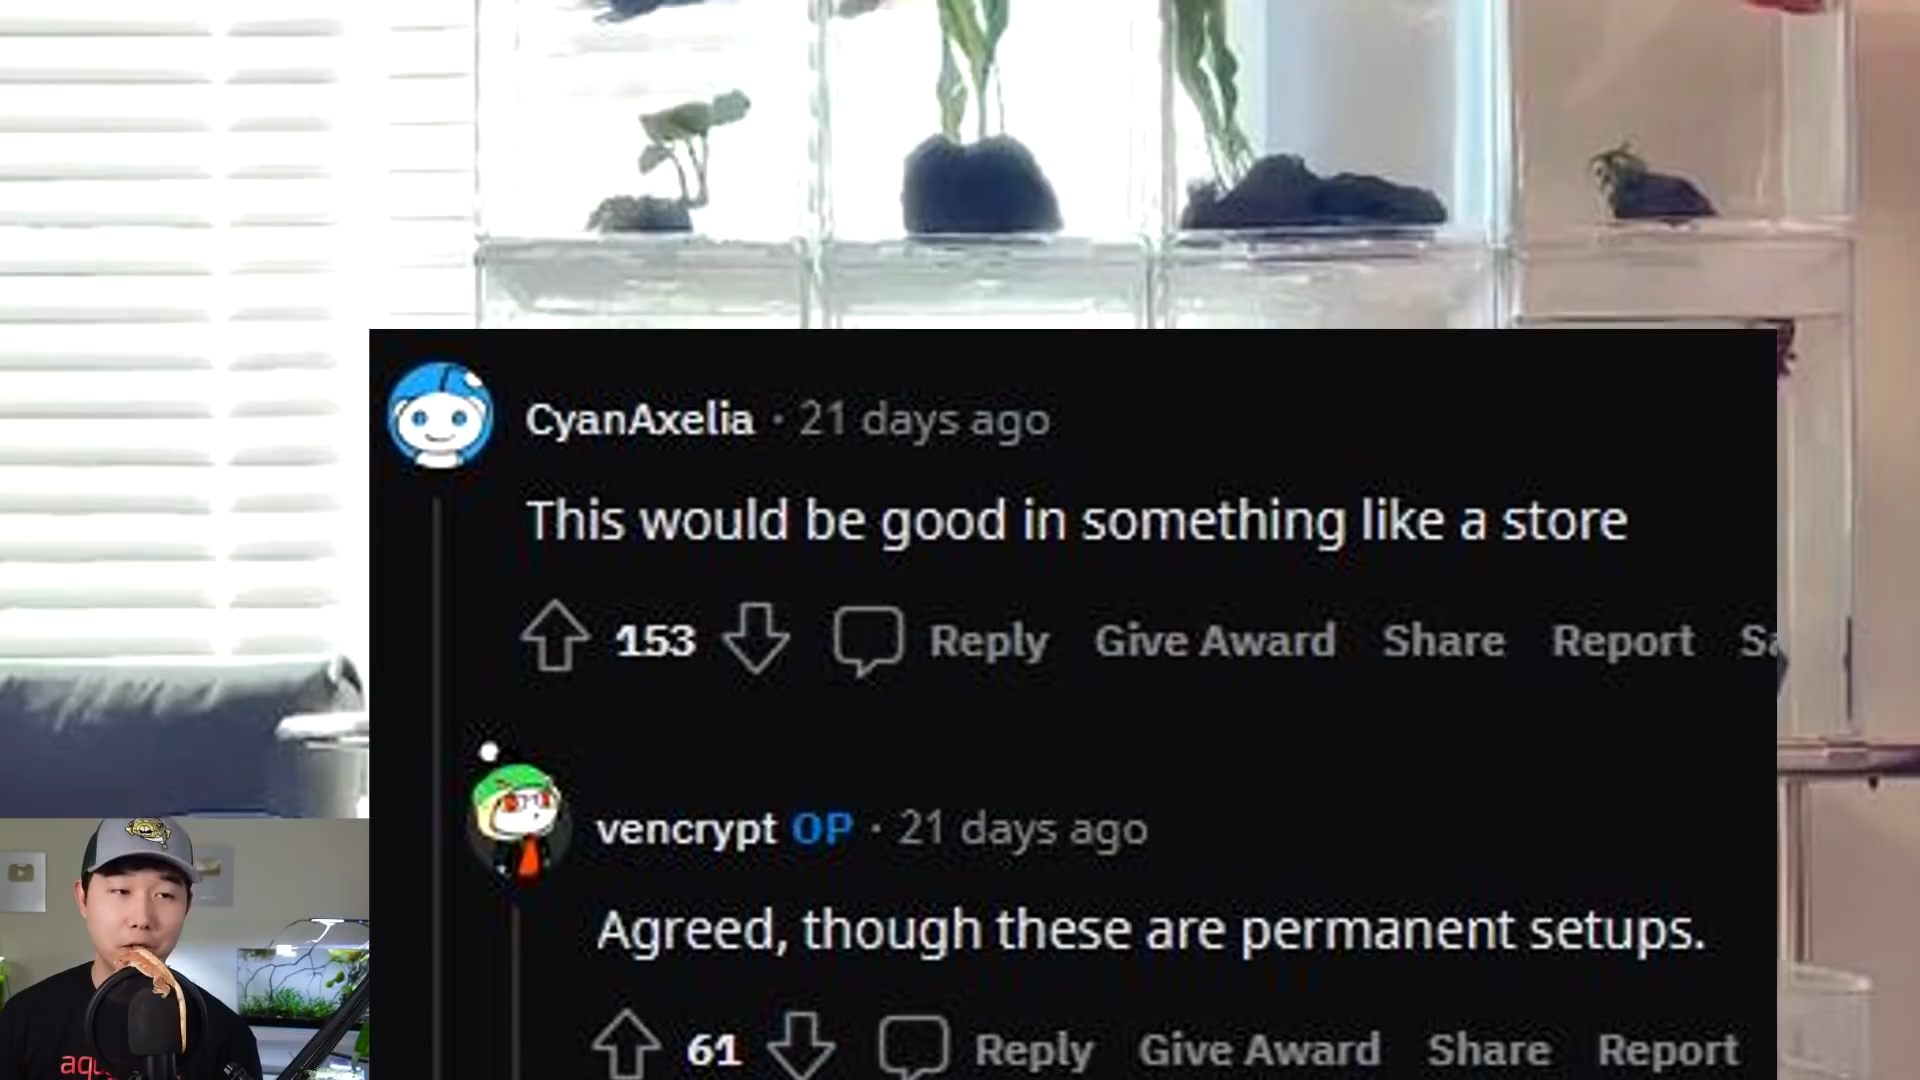 CyanAxelia · 21 days ago
This would be good in something like a store
153 Reply Give Award Share Report
vencrypt OP · 21 days ago
Agreed, though these are permanent setups.
61 Reply Give Award Share Report